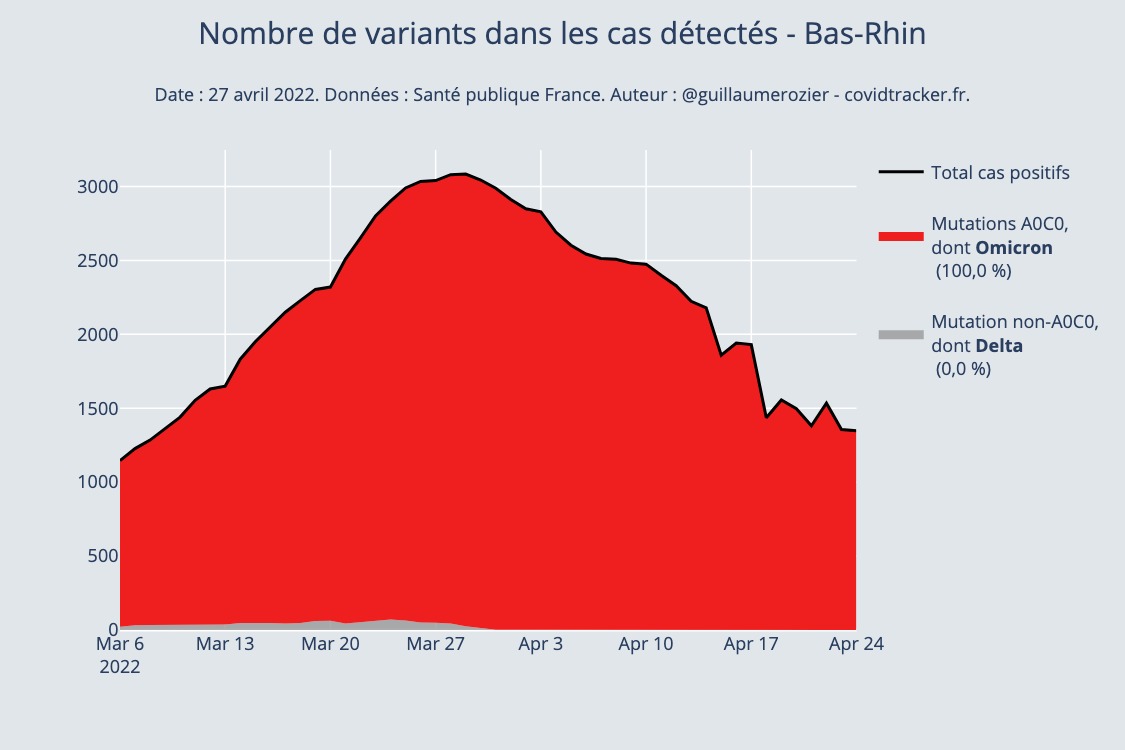 Nombre de variants dans les cas détectés - Bas-Rhin
Date : 27 avril 2022. Données : Santé publique France. Auteur : @guillaumerozier - covidtracker.fr.
3000
2500
2000
1500
1000
500
0
Mar 6
2022
Mar 13
Mar 20
Mar 27
Apr 3
Apr 10
Apr 17
Apr 24
Total cas positifs
Mutations A0C0,
dont Omicron
(100,0 %)
Mutation non-A0C0,
dont Delta
(0,0 %)